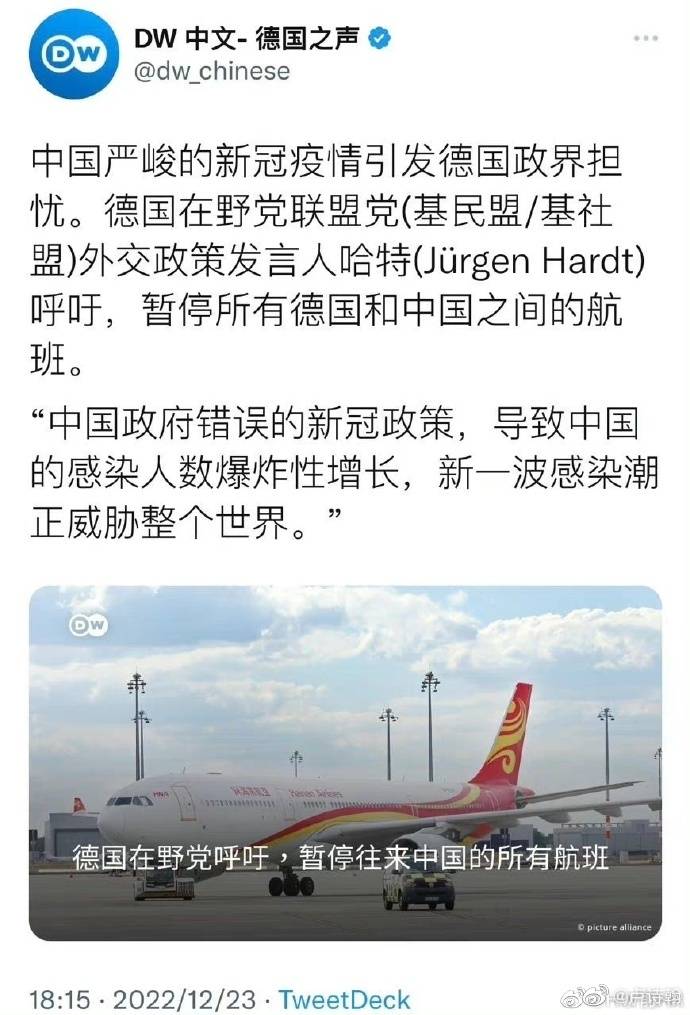 DW 中文- 德国之声
@dw_chinese
中国严峻的新冠疫情引发德国政界担
忧。德国在野党联盟党(基民盟/基社
盟)外交政策发言人哈特(Jürgen Hardt)
呼吁，暂停所有德国和中国之间的航
班。
“中国政府错误的新冠政策，导致中国
的感染人数爆炸性增长，新一波感染潮
正威胁整个世界。”
DW
HNA
Hainan Airlines
德國在野黨呼吁，暫停往來中國的所有航班
© picture alliance
18:15 · 2022/12/23 · TweetDeck